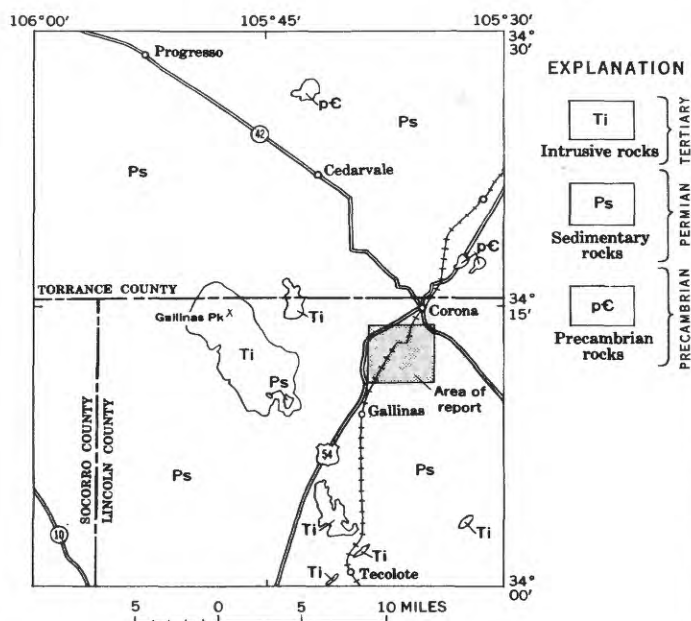 106°00' 105°45' 105°30'
34°
30'
Progresso
pЄ
Ps
42
Ps
Cedarvale
pЄ
TORRANCE COUNTY
34°
15'
Corona
Gallinas Pk x
Ti
Ti
Ps
Area of
report
Gallinas
SOCORRO COUNTY
LINCOLN COUNTY
Ps
54
Ps
10
Ti
Ti
Ti
Ti
Tecolote
34°
00'
5 0 5 10 MILES
EXPLANATION
Ti
Intrusive rocks
TERTIARY
Ps
Sedimentary
rocks
PERMIAN
pЄ
Precambrian
rocks
PRECAMBRIAN